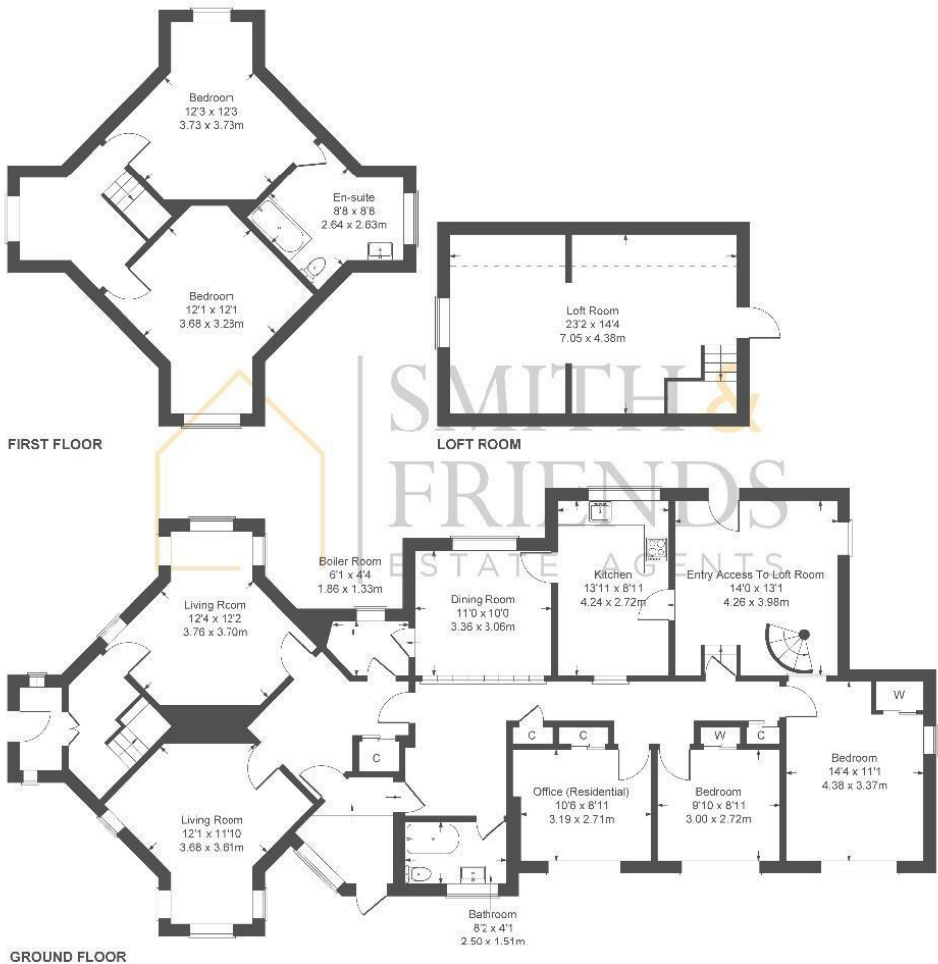 Bedroom
12'3 x 12'3
3.73 x 3.73m
En-suite
8'8 x 8'8
2.64 x 2.63m
Bedroom
12'1 x 12'1
3.68 x 3.23m
FIRST FLOOR
Loft Room
23'2 x 14'4
7.05 x 4.38m
LOFT ROOM
SMITH &
FRIENDS
ESTATE AGENTS
Boiler Room
6'1 x 4'4
1.86 x 1.33m
Living Room
12'4 x 12'2
3.76 x 3.70m
Dining Room
11'0 x 10'0
3.36 x 3.06m
Kitchen
13'11 x 8'11
4.24 x 2.72m
Entry Access To Loft Room
14'0 x 13'1
4.26 x 3.98m
W
C
C
C
W
C
Living Room
12'1 x 11'10
3.68 x 3.61m
Office (Residential)
10'6 x 8'11
3.19 x 2.71m
Bedroom
9'10 x 8'11
3.00 x 2.72m
Bedroom
14'4 x 11'1
4.38 x 3.37m
Bathroom
8'2 x 4'1
2.50 x 1.51m
GROUND FLOOR